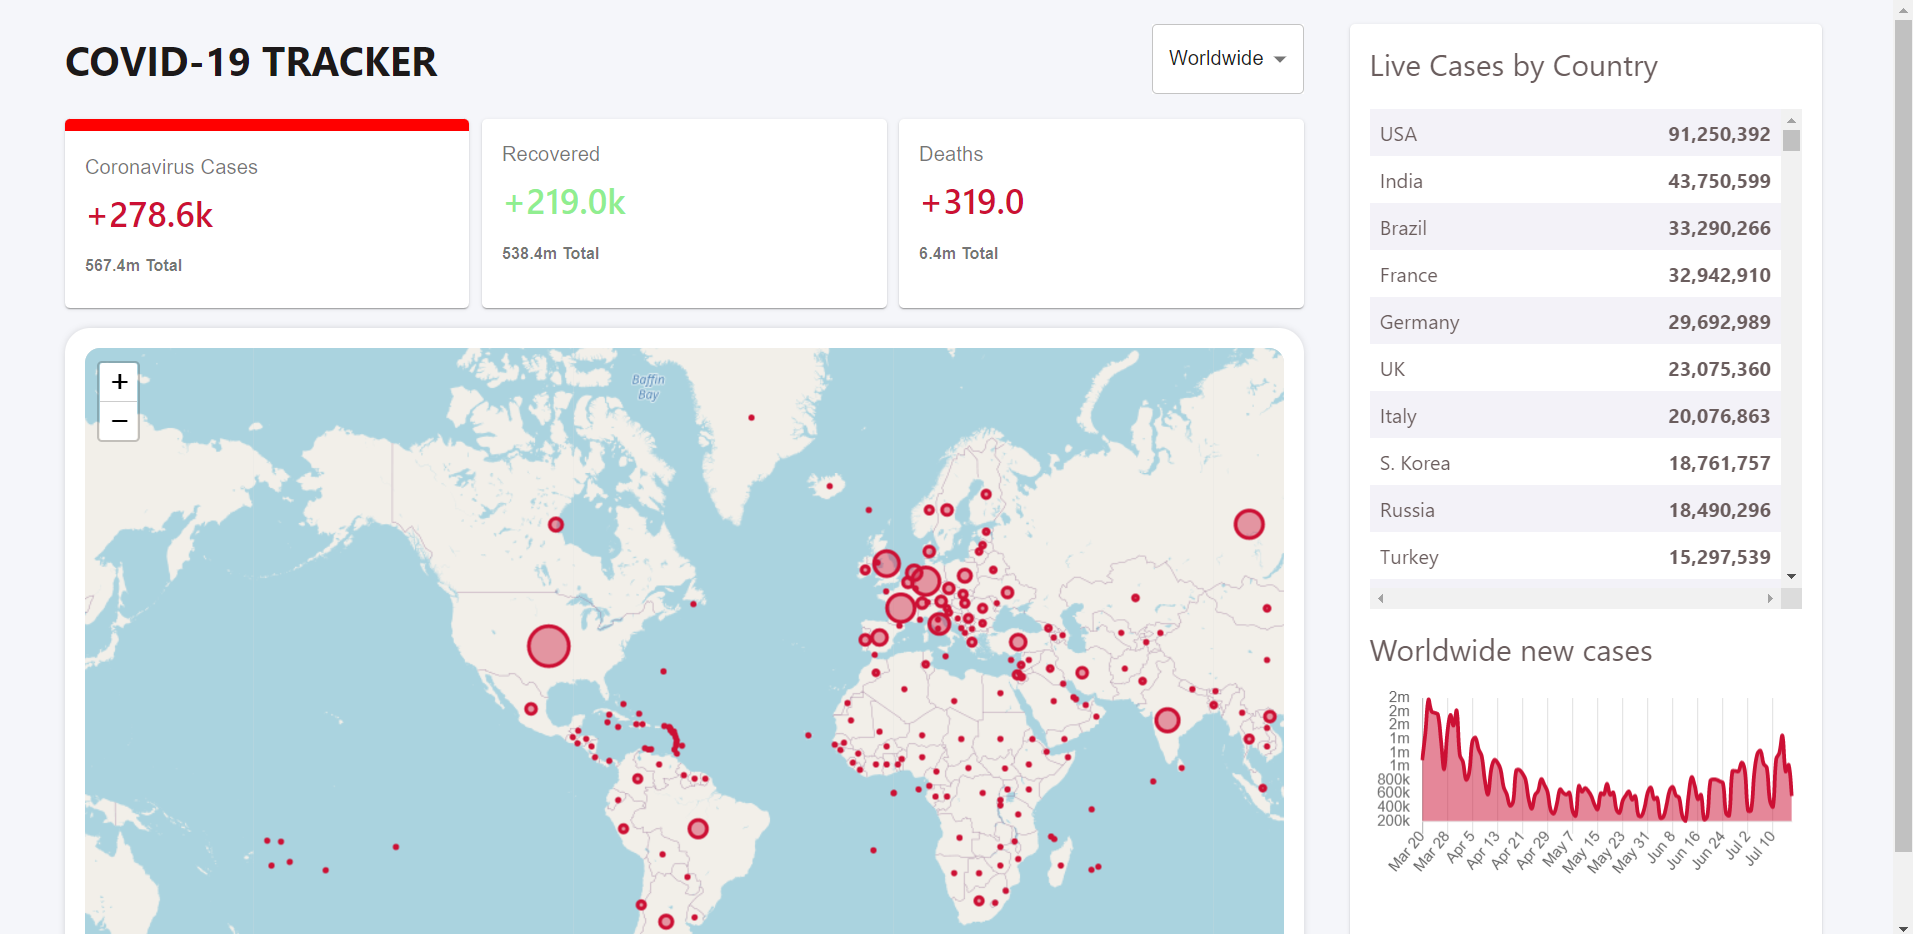 COVID-19 TRACKER
Worldwide
Coronavirus Cases
+278.6k
567.4m Total
Recovered
+219.0k
538.4m Total
Deaths
+319.0
6.4m Total
+
−
Baffin
Bay
Live Cases by Country
USA 91,250,392
India 43,750,599
Brazil 33,290,266
France 32,942,910
Germany 29,692,989
UK 23,075,360
Italy 20,076,863
S. Korea 18,761,757
Russia 18,490,296
Turkey 15,297,539
Worldwide new cases
2m
2m
2m
1m
1m
1m
800k
600k
400k
200k
Mar 20 Mar 28 Apr 5 Apr 13 Apr 21 Apr 29 May 7 May 15 May 23 May 31 Jun 8 Jun 16 Jun 24 Jul 2 Jul 10